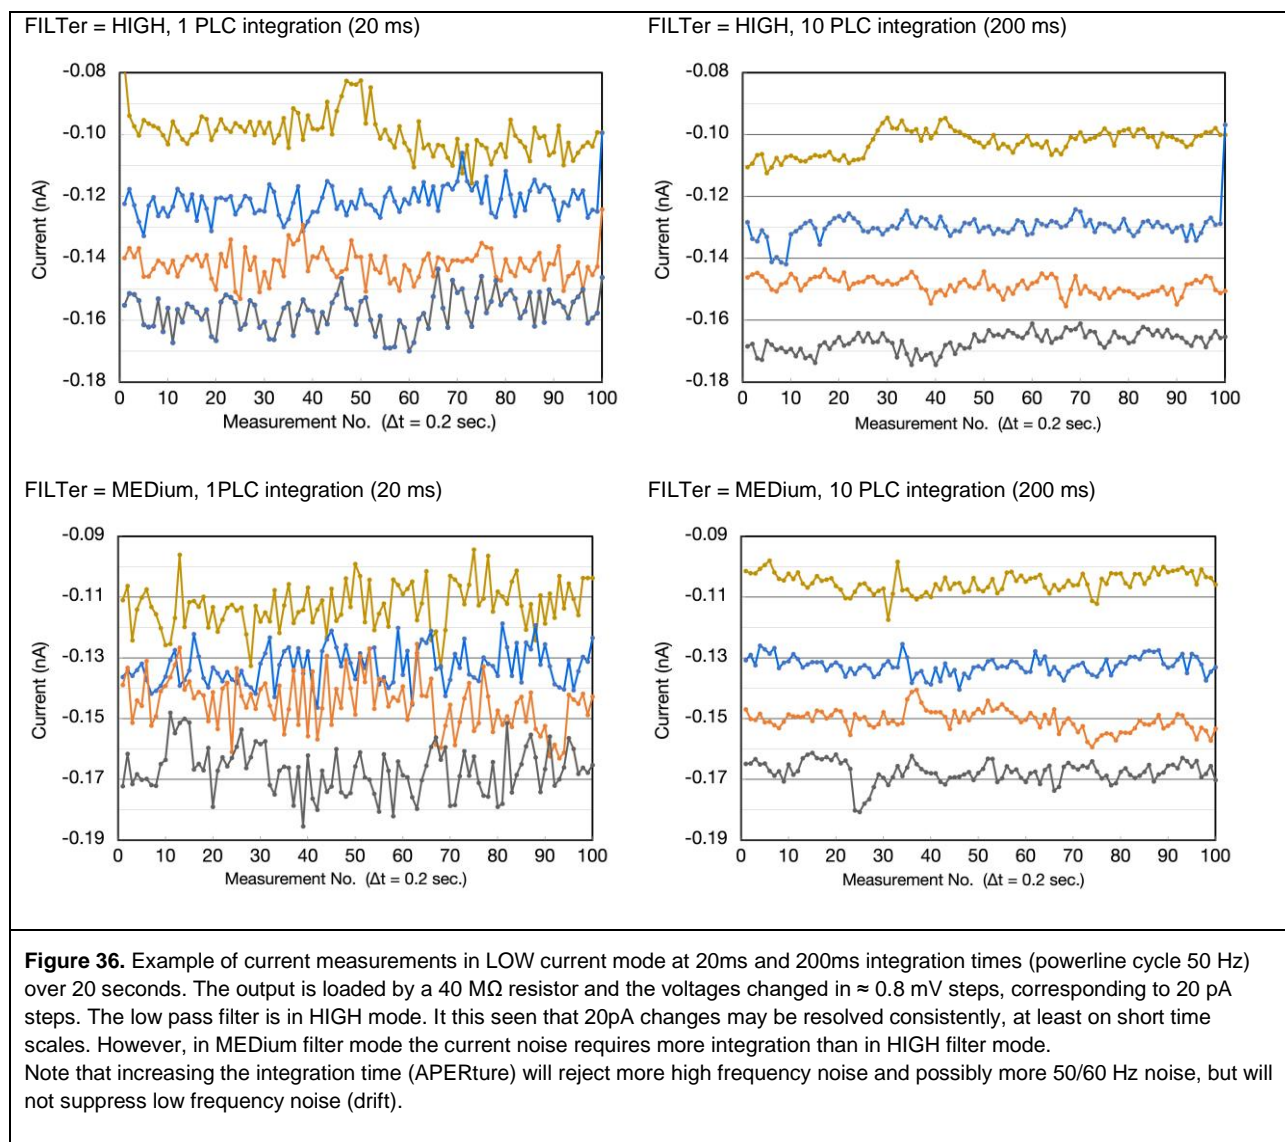 FILTer = HIGH, 1 PLC integration (20 ms)
-0.08
-0.10
-0.12
-0.14
-0.16
-0.18
Current (nA)
0 10 20 30 40 50 60 70 80 90 100
Measurement No. (Δt = 0.2 sec.)
FILTer = HIGH, 10 PLC integration (200 ms)
-0.08
-0.10
-0.12
-0.14
-0.16
-0.18
Current (nA)
0 10 20 30 40 50 60 70 80 90 100
Measurement No. (Δt = 0.2 sec.)
FILTer = MEDium, 1PLC integration (20 ms)
-0.09
-0.11
-0.13
-0.15
-0.17
-0.19
Current (nA)
0 10 20 30 40 50 60 70 80 90 100
Measurement No. (Δt = 0.2 sec.)
FILTer = MEDium, 10 PLC integration (200 ms)
-0.09
-0.11
-0.13
-0.15
-0.17
-0.19
Current (nA)
0 10 20 30 40 50 60 70 80 90 100
Measurement No. (Δt = 0.2 sec.)
Figure 36. Example of current measurements in LOW current mode at 20ms and 200ms integration times (powerline cycle 50 Hz)
over 20 seconds. The output is loaded by a 40 MΩ resistor and the voltages changed in ≈ 0.8 mV steps, corresponding to 20 pA
steps. The low pass filter is in HIGH mode. It this seen that 20pA changes may be resolved consistently, at least on short time
scales. However, in MEDium filter mode the current noise requires more integration than in HIGH filter mode.
Note that increasing the integration time (APERture) will reject more high frequency noise and possibly more 50/60 Hz noise, but will
not suppress low frequency noise (drift).